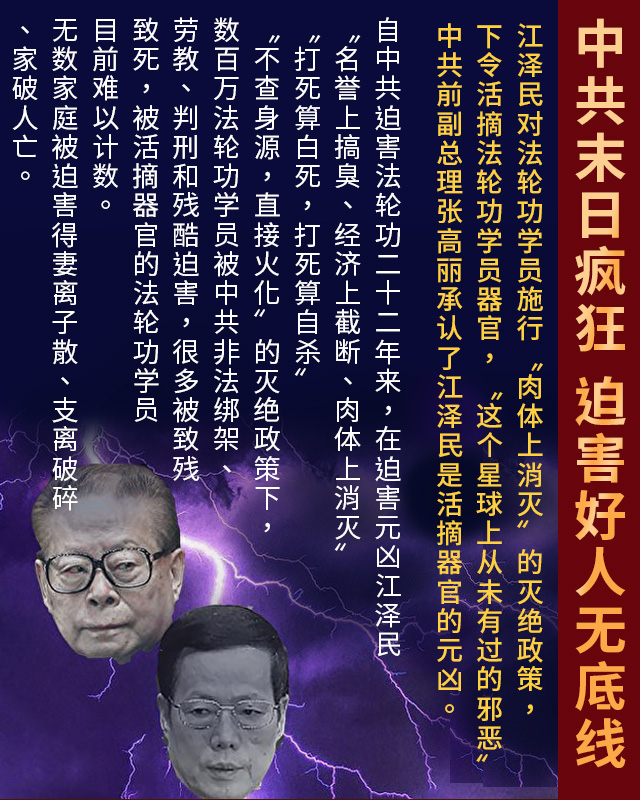 中共末日疯狂 迫害好人无底线
江泽民对法轮功学员施行〝肉体上消灭〞的灭绝政策，
下令活摘法轮功学员器官，〝这个星球上从未有过的邪恶〞
中共前副总理张高丽承认了江泽民是活摘器官的元凶。
自中共迫害法轮功二十二年来，在迫害元凶江泽民
〝名誉上搞臭、经济上截断、肉体上消灭〞
〝打死算白死，打死算自杀〞
〝不查身源，直接火化〞的灭绝政策下，
数百万法轮功学员被中共非法绑架、
劳教、判刑和残酷迫害，很多被致残
致死，被活摘器官的法轮功学员
目前难以计数。
无数家庭被迫害得妻离子散、支离破碎
、家破人亡。